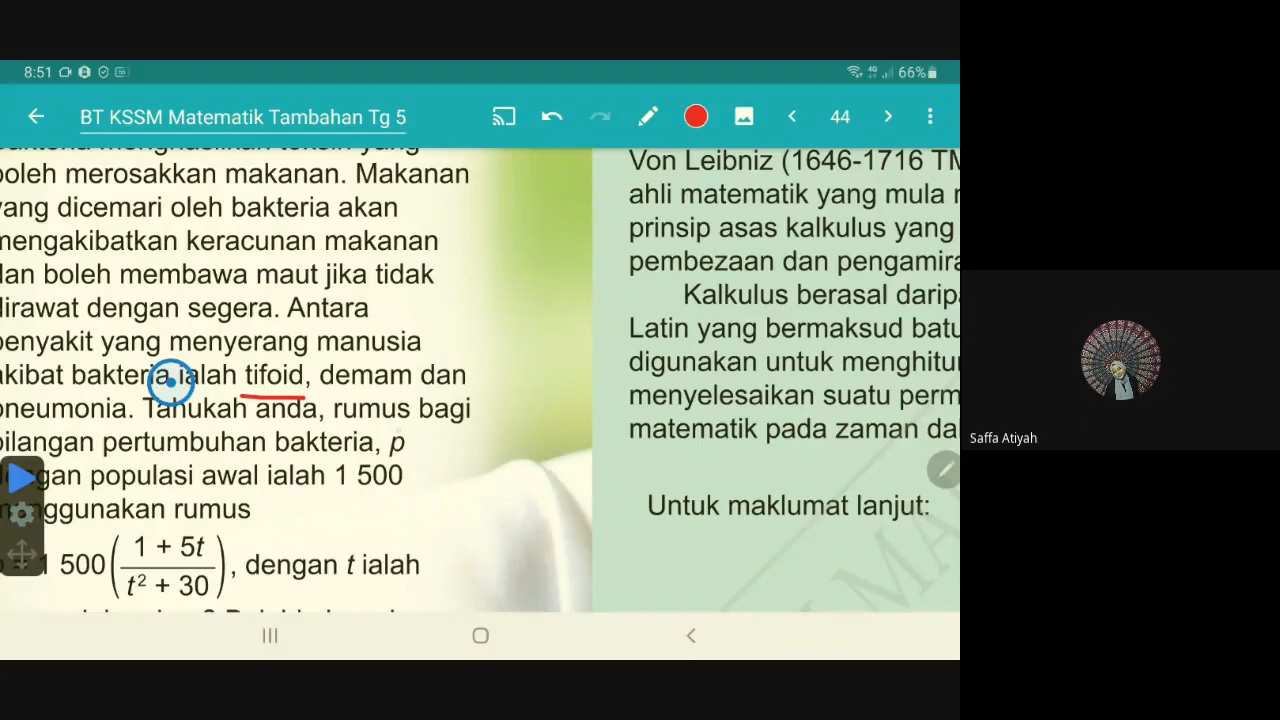 8:51
66%
BT KSSM Matematik Tambahan Tg 5
44
boleh merosakkan makanan. Makanan
yang dicemari oleh bakteria akan
mengakibatkan keracunan makanan
dan boleh membawa maut jika tidak
dirawat dengan segera. Antara
penyakit yang menyerang manusia
akibat bakteria ialah tifoid, demam dan
pneumonia. Tahukah anda, rumus bagi
bilangan pertumbuhan bakteria, p
dengan populasi awal ialah 1 500
menggunakan rumus
1 500(1 + 5t / t² + 30), dengan t ialah
Von Leibniz (1646-1716 TM
ahli matematik yang mula
prinsip asas kalkulus yang
pembezaan dan pengamira
Kalkulus berasal darip
Latin yang bermaksud batu
digunakan untuk menghitu
menyelesaikan suatu perm
matematik pada zaman da
Untuk maklumat lanjut:
Saffa Atiyah